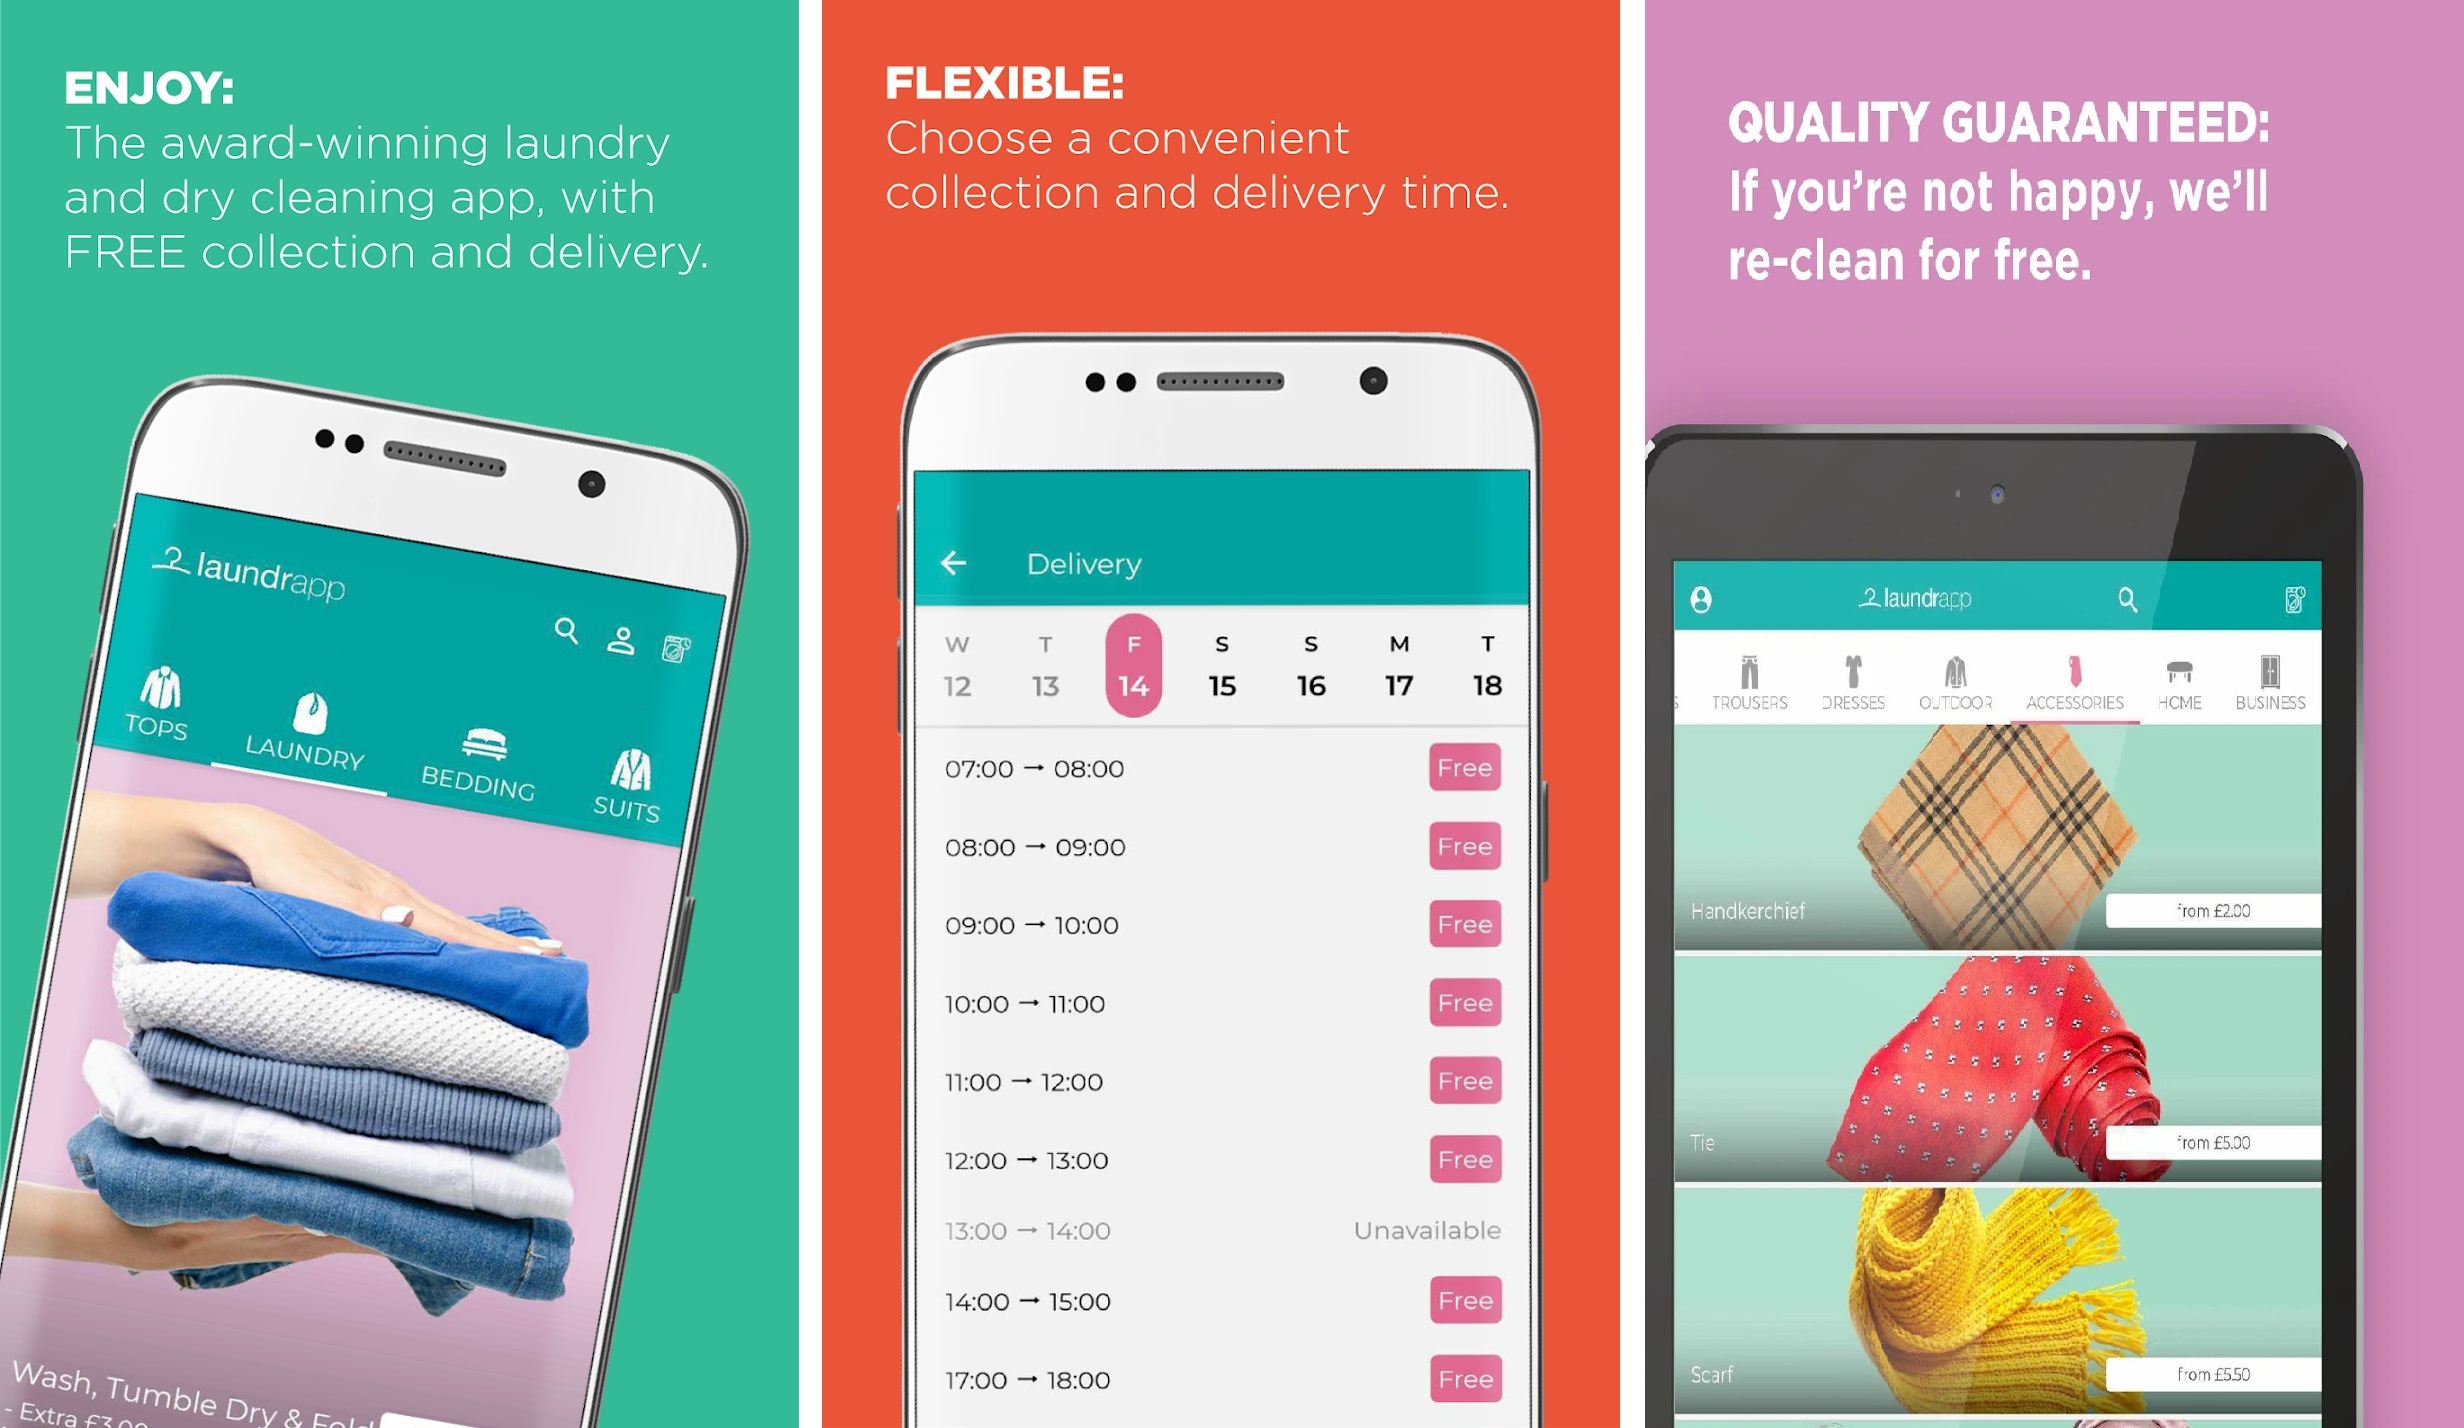 ENJOY:
The award-winning laundry
and dry cleaning app, with
FREE collection and delivery.
laundrapp
TOPS
LAUNDRY
BEDDING
SUITS
Wash, Tumble Dry &
- Extra £3.00
FLEXIBLE:
Choose a convenient
collection and delivery time.
Delivery
W T F S S M T
12 13 14 15 16 17 18
07:00 → 08:00 Free
08:00 → 09:00 Free
09:00 → 10:00 Free
10:00 → 11:00 Free
11:00 → 12:00 Free
12:00 → 13:00 Free
13:00 → 14:00 Unavailable
14:00 → 15:00 Free
17:00 → 18:00 Free
QUALITY GUARANTEED:
If you're not happy, we'll
re-clean for free.
laundrapp
S TROUSERS DRESSES OUTDOOR ACCESSORIES HOME BUSINESS
Handkerchief from £2.00
Tie from £5.00
Scarf from £5.50